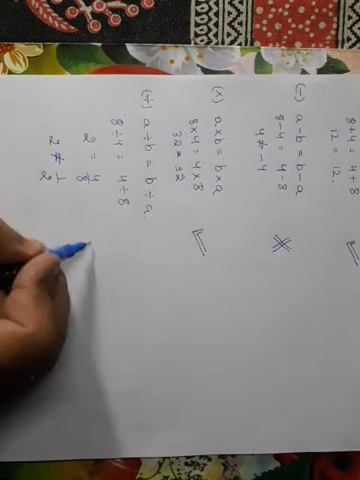 8+4 = 4+8
12 = 12.
(−) a − b = b − a
8 − 4 = 4 − 8
4 ≠ −4
(×) a × b = b × a
8 × 4 = 4 × 8
32 = 32
(÷) a ÷ b = b ÷ a.
8 ÷ 4 = 4 ÷ 8
2 = 4/8
2 ≠ 1/2